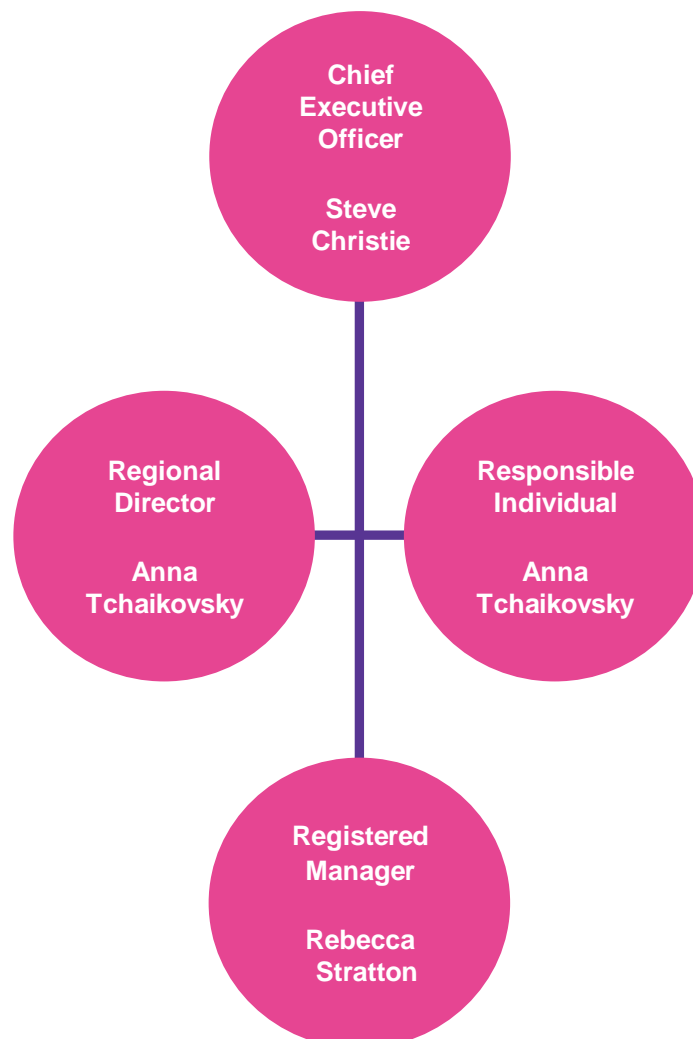 Chief
Executive
Officer
Steve
Christie
Regional
Director
Anna
Tchaikovsky
Responsible
Individual
Anna
Tchaikovsky
Registered
Manager
Rebecca
Stratton